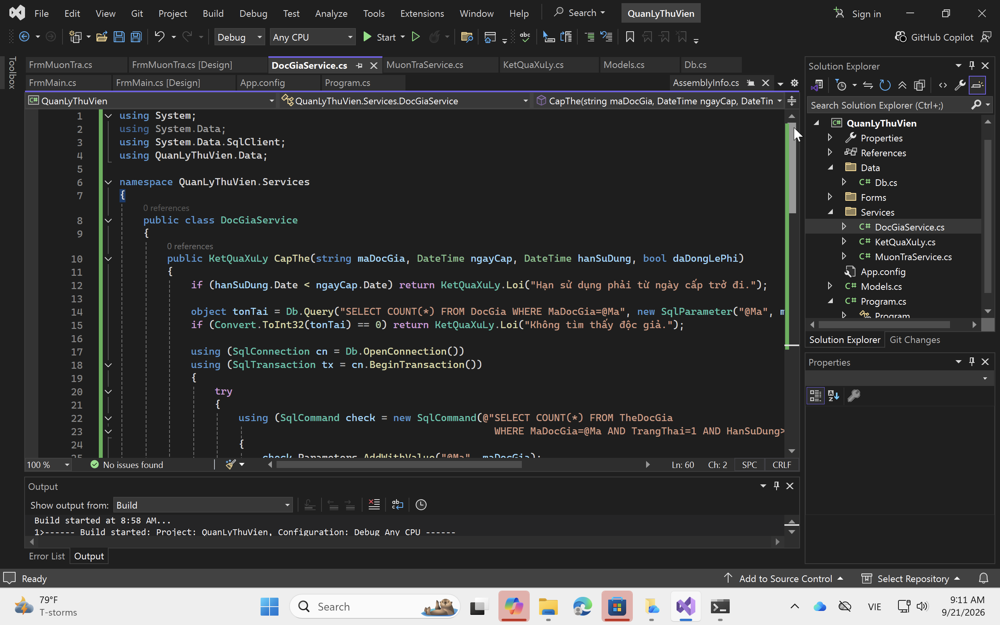 File Edit View Git Project Build Debug Test Analyze Tools Extensions Window Help Search QuanLyThuVien Sign in
Debug Any CPU Start GitHub Copilot
Toolbox
FrmMuonTra.cs FrmMuonTra.cs [Design] DocGiaService.cs MuonTraService.cs KetQuaXuLy.cs Models.cs Db.cs
FrmMain.cs FrmMain.cs [Design] App.config Program.cs AssemblyInfo.cs
QuanLyThuVien QuanLyThuVien.Services.DocGiaService CapThe(string maDocGia, DateTime ngayCap, DateTin
1 using System;
2 using System.Data;
3 using System.Data.SqlClient;
4 using QuanLyThuVien.Data;
5
6 namespace QuanLyThuVien.Services
7 {
0 references
8 public class DocGiaService
9 {
0 references
10 public KetQuaXuLy CapThe(string maDocGia, DateTime ngayCap, DateTime hanSuDung, bool daDongLePhi)
11 {
12 if (hanSuDung.Date < ngayCap.Date) return KetQuaXuLy.Loi("Hạn sử dụng phải từ ngày cấp trở đi.");
13
14 object tonTai = Db.Query("SELECT COUNT(*) FROM DocGia WHERE MaDocGia=@Ma", new SqlParameter("@Ma", m
15 if (Convert.ToInt32(tonTai) == 0) return KetQuaXuLy.Loi("Không tìm thấy độc giả.");
16
17 using (SqlConnection cn = Db.OpenConnection())
18 using (SqlTransaction tx = cn.BeginTransaction())
19 {
20 try
21 {
22 using (SqlCommand check = new SqlCommand(@"SELECT COUNT(*) FROM TheDocGia
23 WHERE MaDocGia=@Ma AND TrangThai=1 AND HanSuDung>
24 {
25 check.Parameters.AddWithValue("@Ma", maDocGia);
100 % No issues found Ln: 60 Ch: 2 SPC CRLF
Output
Show output from: Build
Build started at 8:58 AM...
1>------ Build started: Project: QuanLyThuVien, Configuration: Debug Any CPU ------
Error List Output
Solution Explorer
Search Solution Explorer (Ctrl+;)
QuanLyThuVien
Properties
References
Data
C# Db.cs
Forms
Services
C# DocGiaService.cs
C# KetQuaXuLy.cs
C# MuonTraService.cs
App.config
C# Models.cs
C# Program.cs
Program
Solution Explorer Git Changes
Properties
Ready Add to Source Control Select Repository
79°F
T-storms
Search
VIE
9:11 AM
9/21/2026